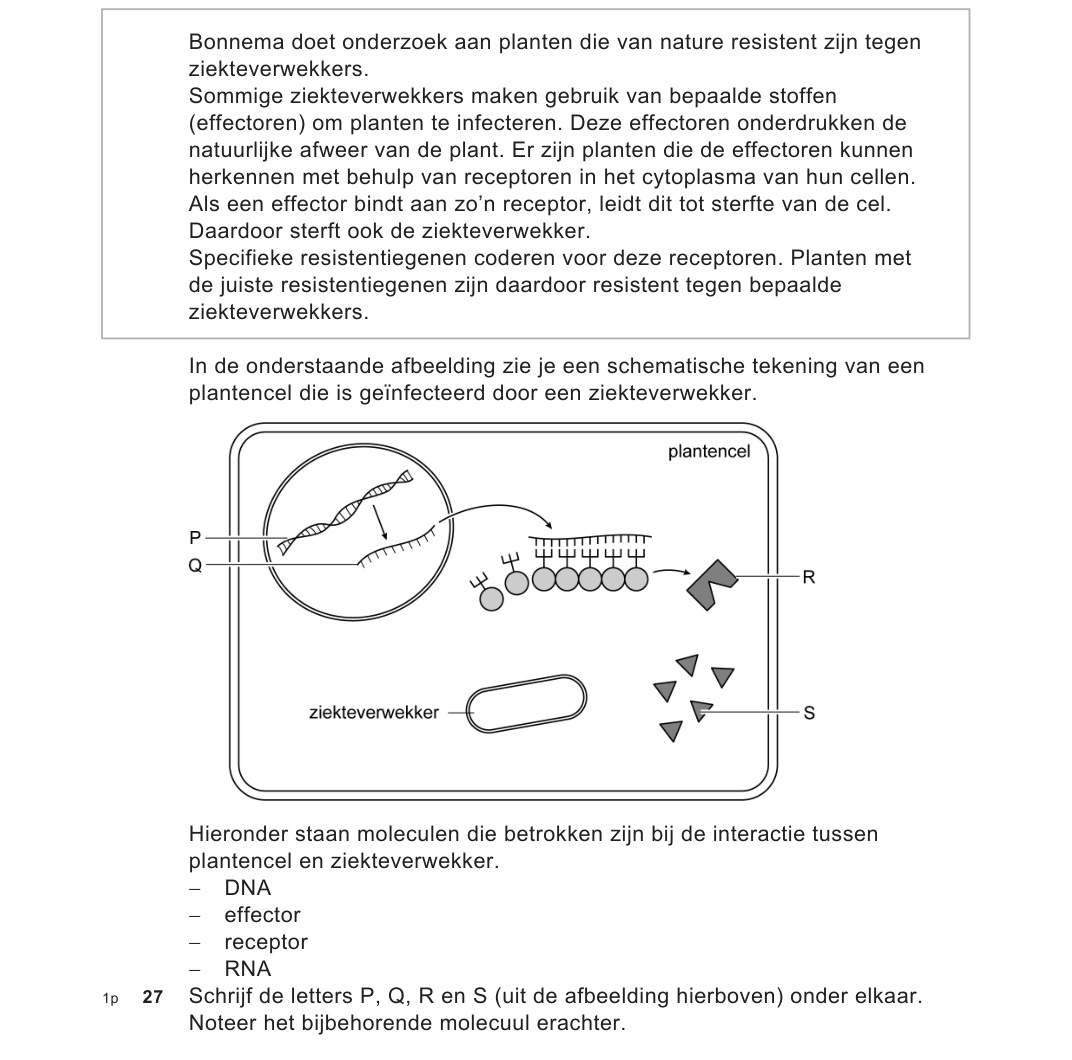 Bonnema doet onderzoek aan planten die van nature resistent zijn tegen
ziekteverwekkers.
Sommige ziekteverwekkers maken gebruik van bepaalde stoffen
(effectoren) om planten te infecteren. Deze effectoren onderdrukken de
natuurlijke afweer van de plant. Er zijn planten die de effectoren kunnen
herkennen met behulp van receptoren in het cytoplasma van hun cellen.
Als een effector bindt aan zo’n receptor, leidt dit tot sterfte van de cel.
Daardoor sterft ook de ziekteverwekker.
Specifieke resistentiegenen coderen voor deze receptoren. Planten met
de juiste resistentiegenen zijn daardoor resistent tegen bepaalde
ziekteverwekkers.
In de onderstaande afbeelding zie je een schematische tekening van een
plantencel die is geïnfecteerd door een ziekteverwekker.
plantencel
P
Q
R
ziekteverwekker
S
Hieronder staan moleculen die betrokken zijn bij de interactie tussen
plantencel en ziekteverwekker.
– DNA
– effector
– receptor
– RNA
1p 27 Schrijf de letters P, Q, R en S (uit de afbeelding hierboven) onder elkaar.
Noteer het bijbehorende molecuul erachter.